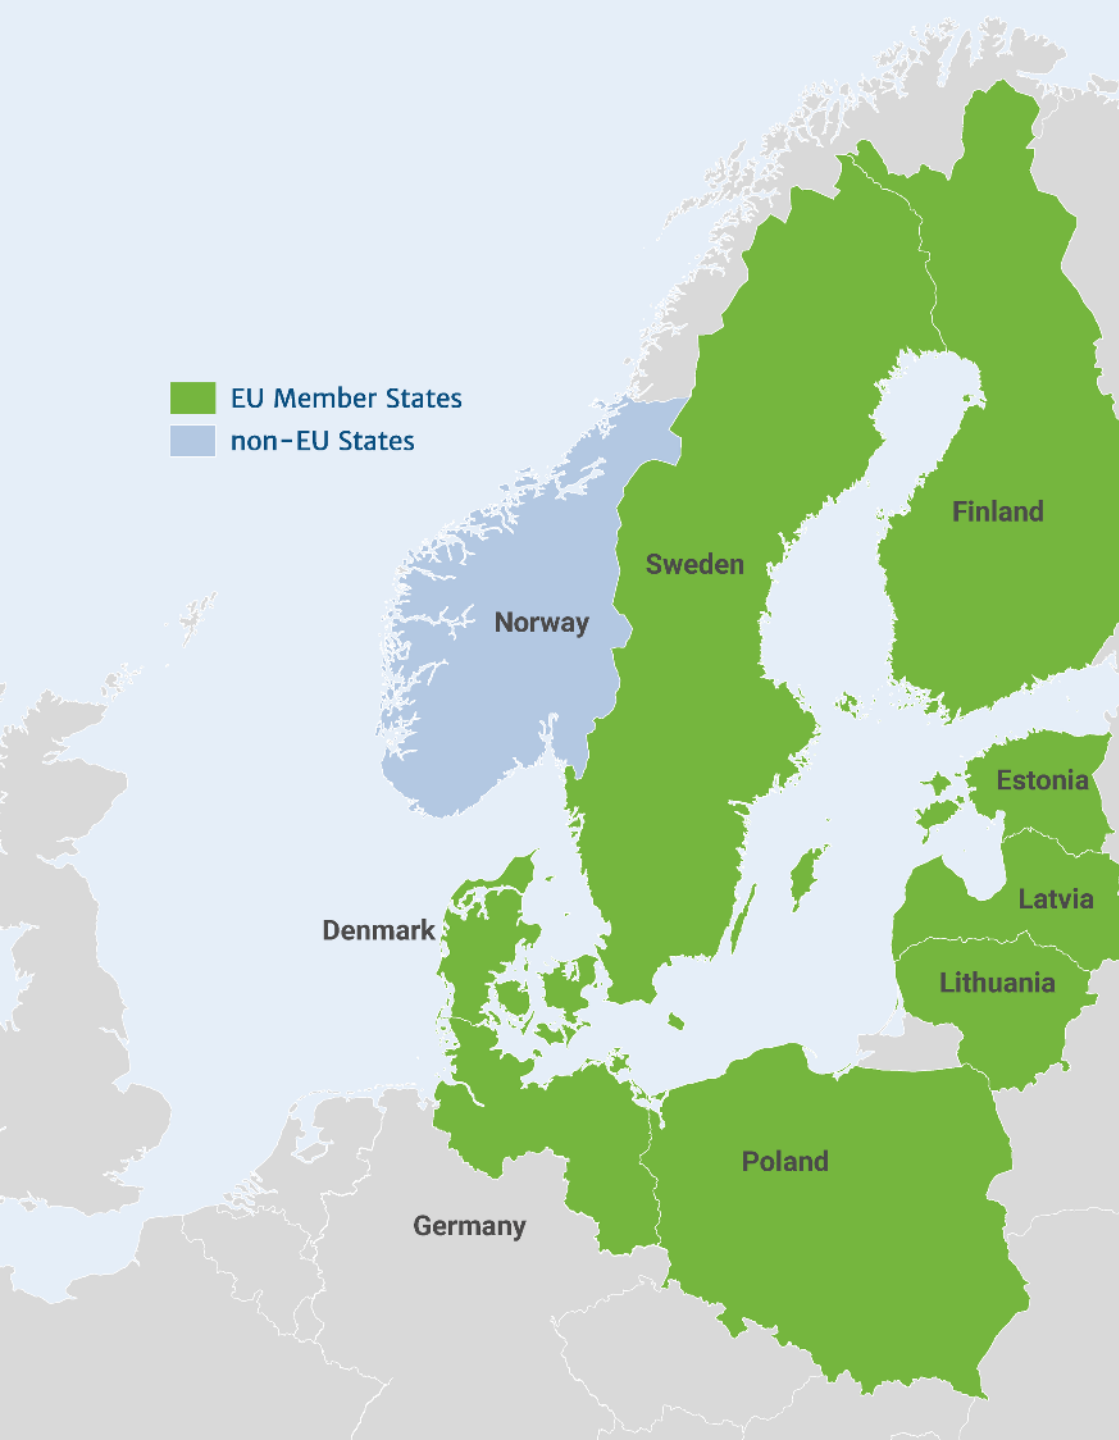 EU Member States
non-EU States
Finland
Sweden
Norway
Estonia
Latvia
Denmark
Lithuania
Poland
Germany